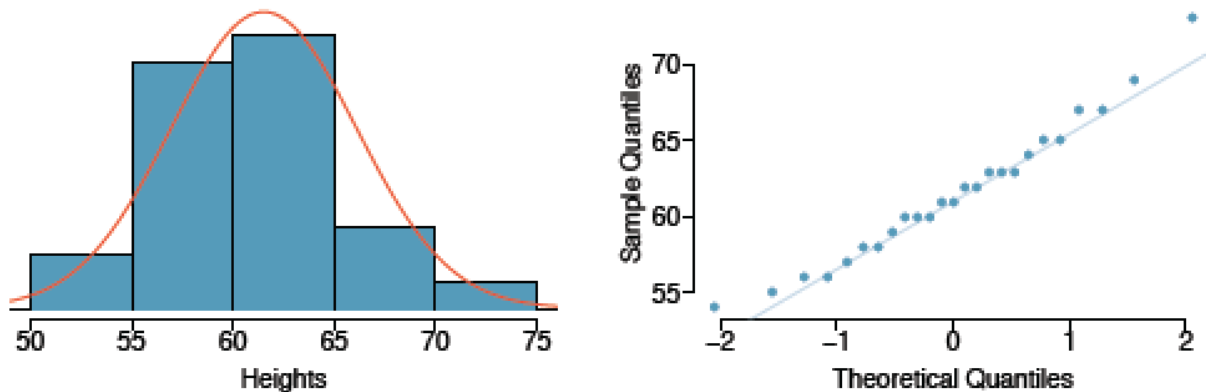 50 55 60 65 70 75
Heights
Sample Quantiles
70
65
60
55
−2 −1 0 1 2
Theoretical Quantiles